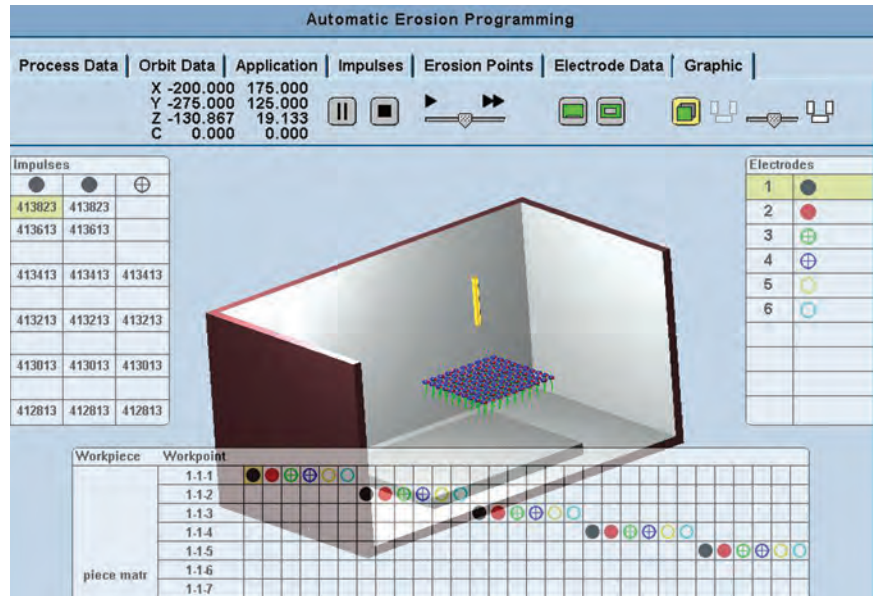 Automatic Erosion Programming
Process Data Orbit Data Application Impulses Erosion Points Electrode Data Graphic
X -200.000 175.000
Y -275.000 125.000
Z -130.867 19.133
C 0.000 0.000
Impulses
413823 413823
413613 413613
413413 413413 413413
413213 413213 413213
413013 413013 413013
412813 412813 412813
Electrodes
1
2
3
4
5
6
Workpiece Workpoint
1-1-1
1-1-2
1-1-3
1-1-4
1-1-5
1-1-6
piece matr
1-1-7